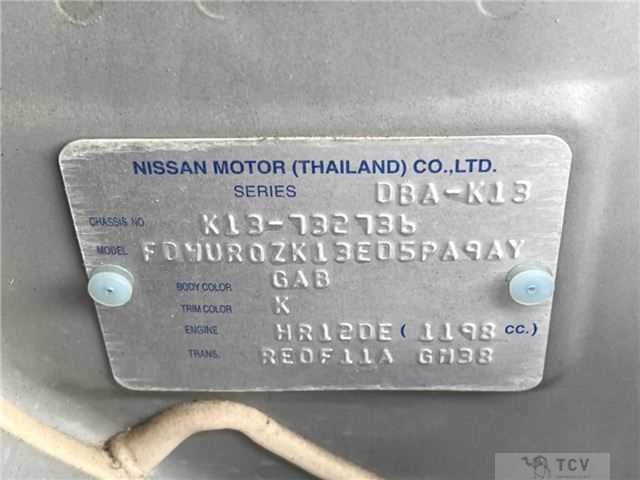 NISSAN MOTOR (THAILAND) CO.,LTD.
SERIES DBA-K13
CHASSIS NO. K13-732736
MODEL FDYURQZK13ED5PA9AY
BODY COLOR GAB
TRIM COLOR K
ENGINE HR12DE ( 1198 CC.)
TRANS. RE0F11A GM38
TCV